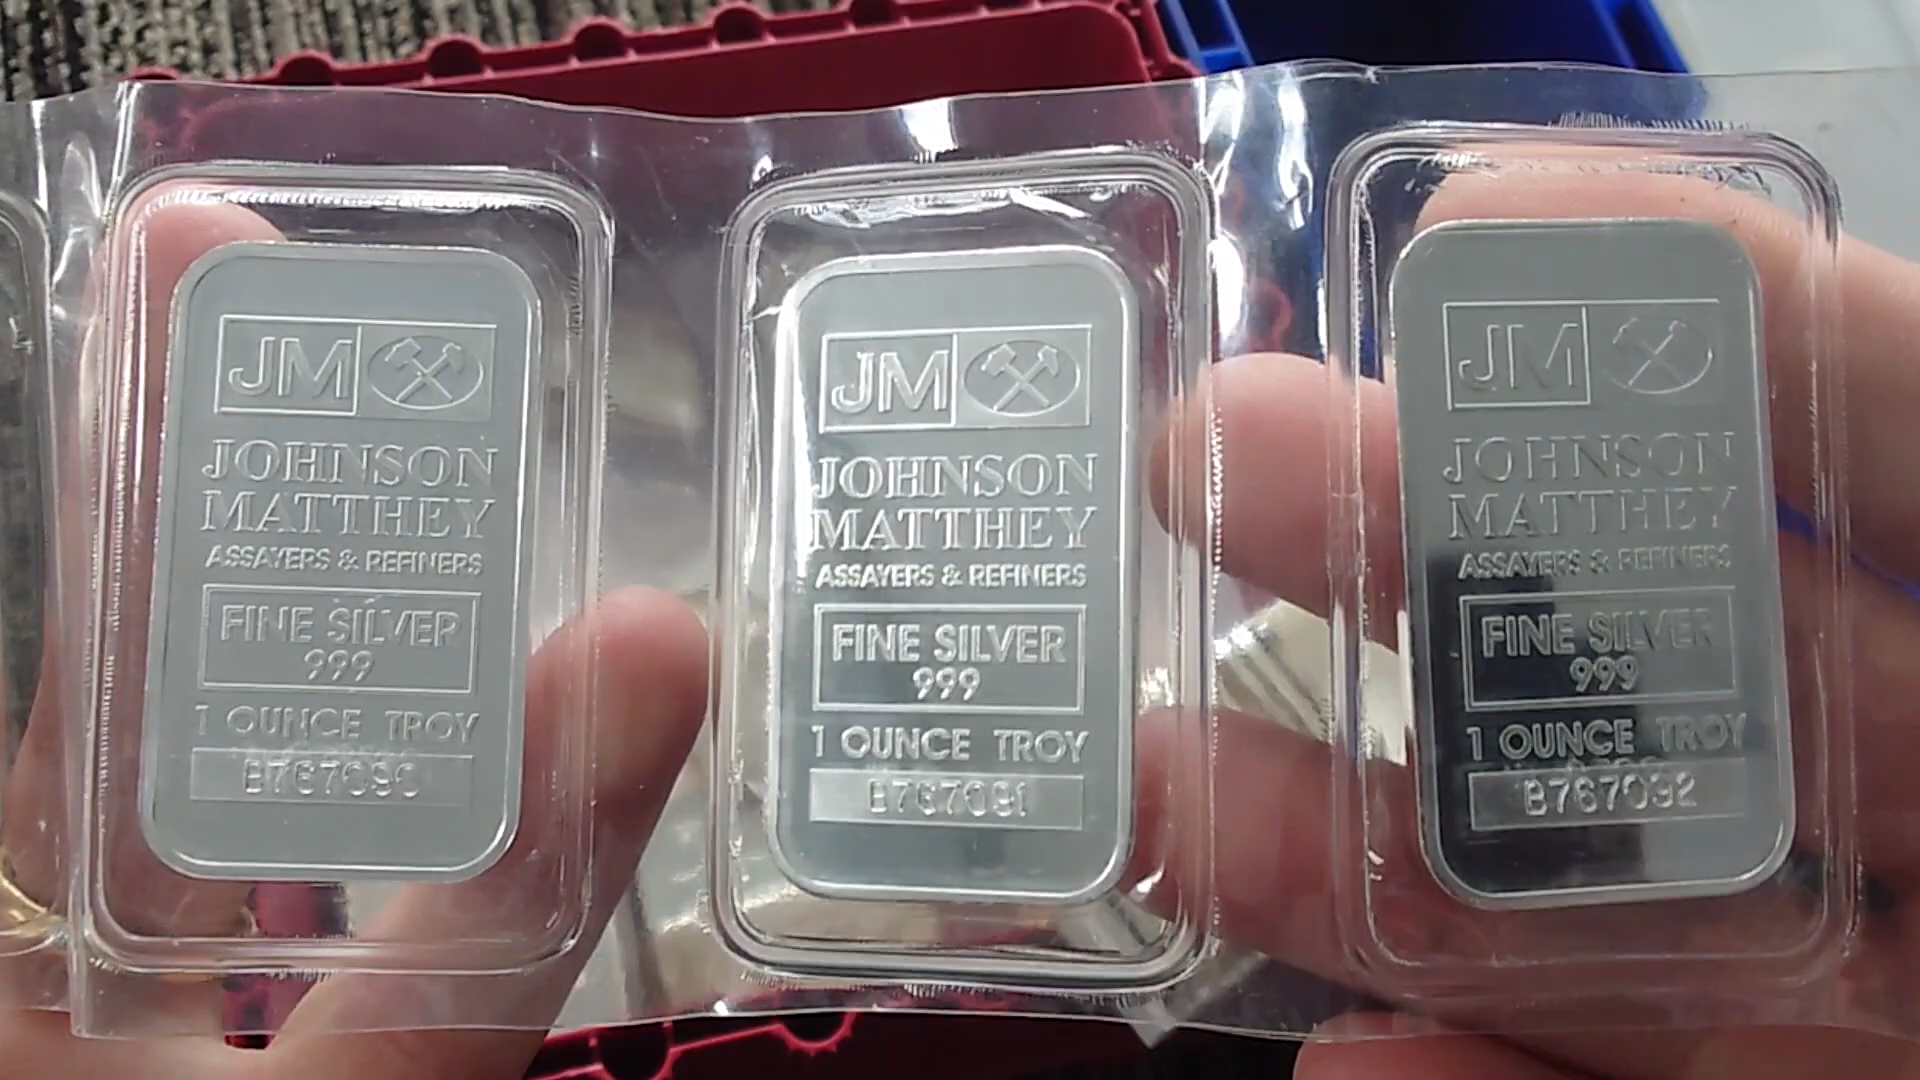 JM
JOHNSON
MATTHEY
ASSAYERS & REFINERS
FINE SILVER
999
1 OUNCE TROY
B767090
JM
JOHNSON
MATTHEY
ASSAYERS & REFINERS
FINE SILVER
999
1 OUNCE TROY
B767091
JM
JOHNSON
MATTHEY
ASSAYERS & REFINERS
FINE SILVER
999
1 OUNCE TROY
B767092